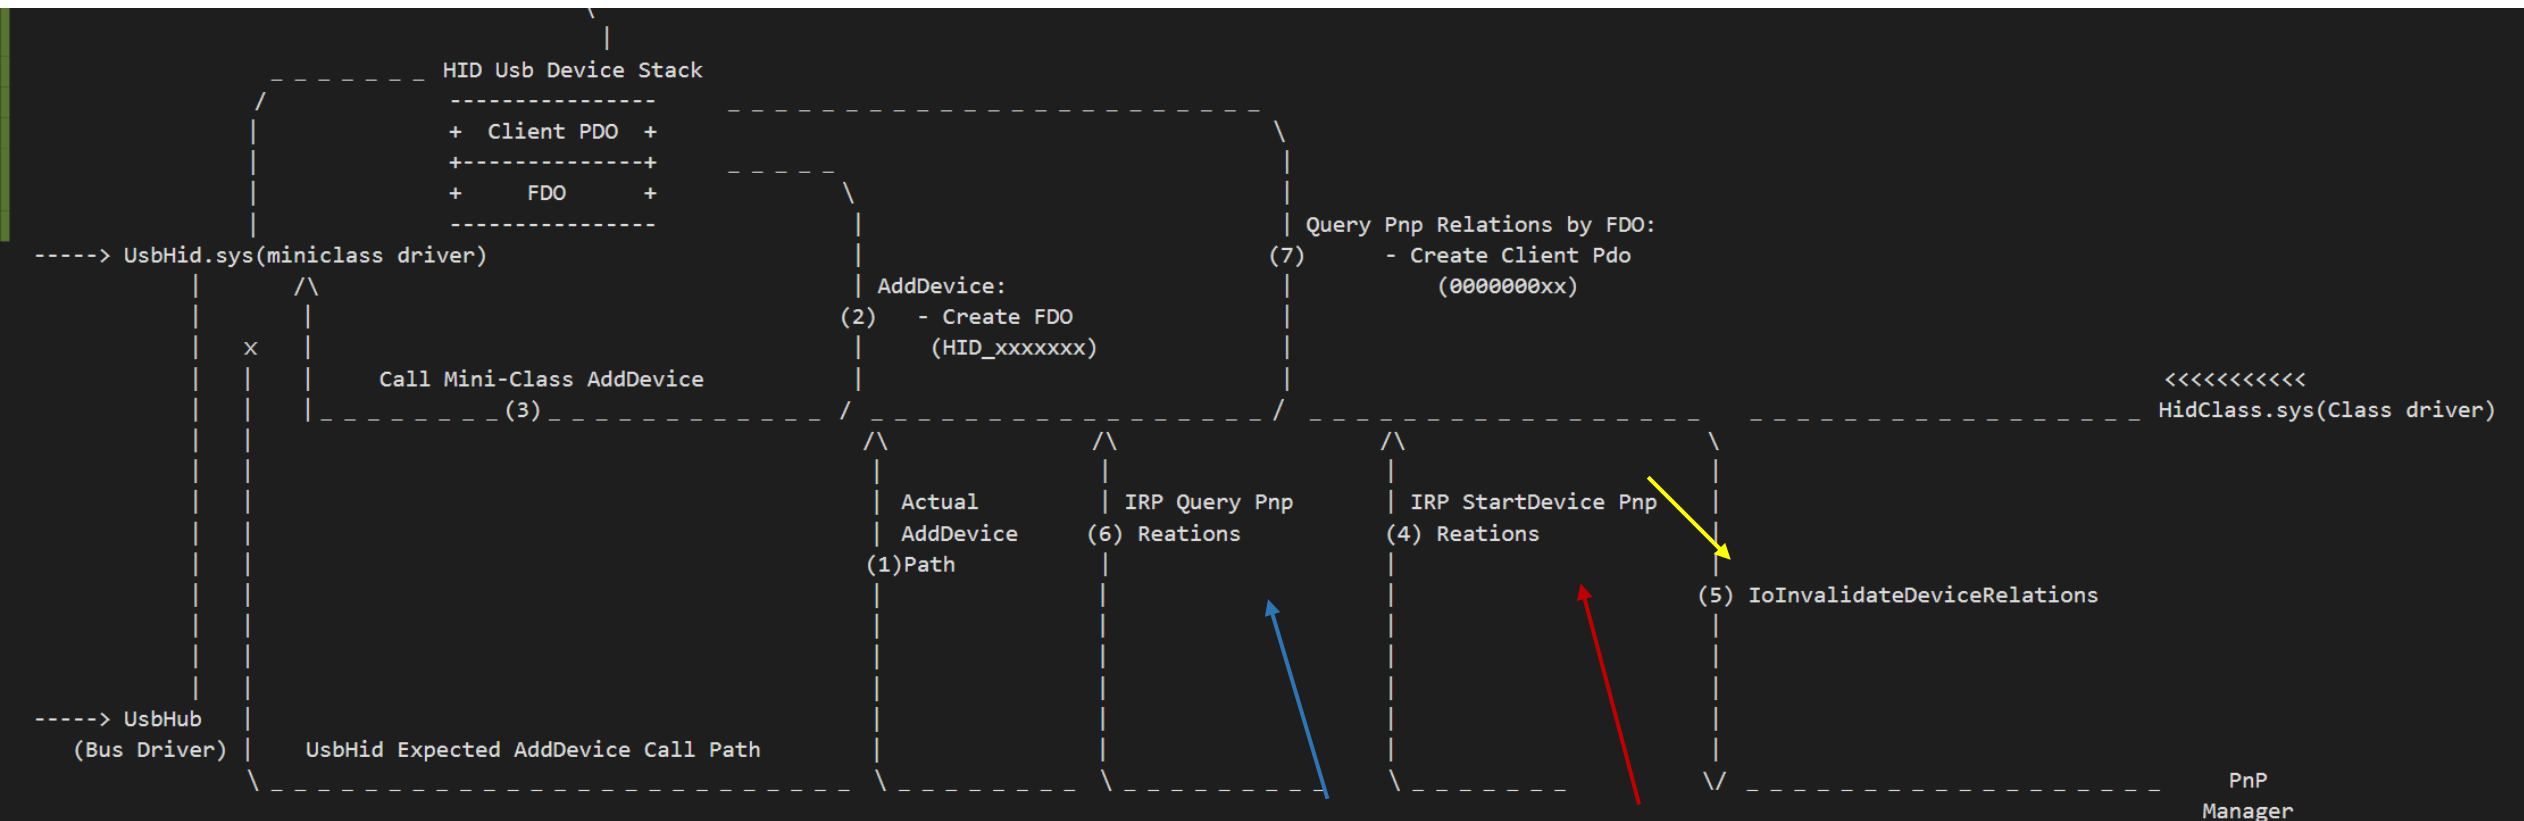 HID Usb Device Stack
+ Client PDO +
+--------------+
+ FDO +
Query Pnp Relations by FDO:
-----> UsbHid.sys(miniclass driver)
(7) - Create Client Pdo
AddDevice:
(0000000xx)
(2) - Create FDO
x
(HID_xxxxxxx)
Call Mini-Class AddDevice
<<<<<<<<<<<
(3)
HidClass.sys(Class driver)
Actual
IRP Query Pnp
IRP StartDevice Pnp
AddDevice
(6) Reations
(4) Reations
(1)Path
(5) IoInvalidateDeviceRelations
-----> UsbHub
(Bus Driver)
UsbHid Expected AddDevice Call Path
PnP
Manager